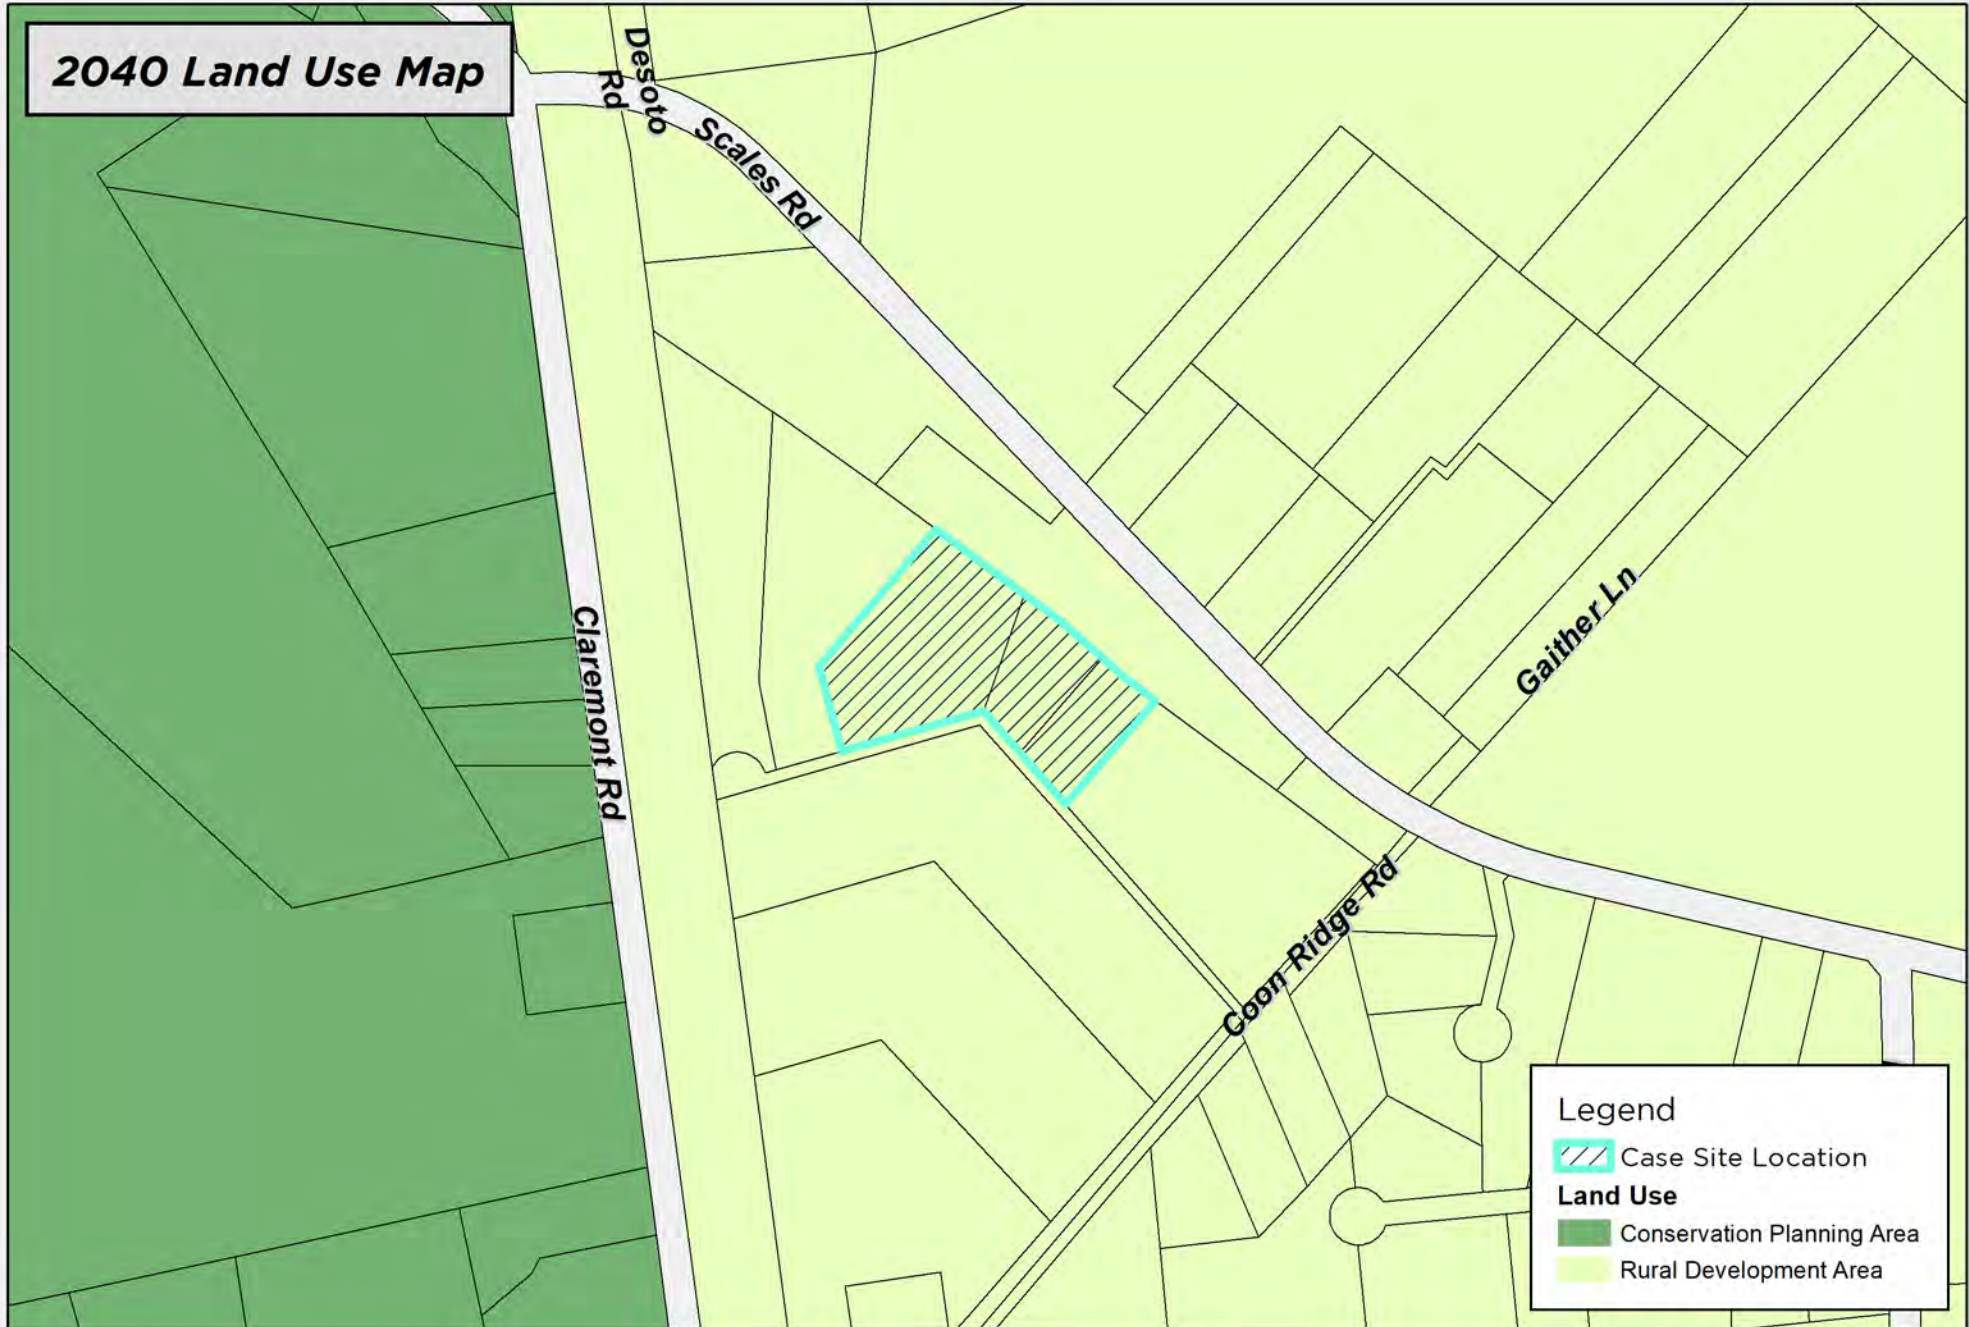 2040 Land Use Map
Desoto
Rd
Scales Rd
Claremont Rd
Gaither Ln
Coon Ridge Rd
Legend
Case Site Location
Land Use
Conservation Planning Area
Rural Development Area